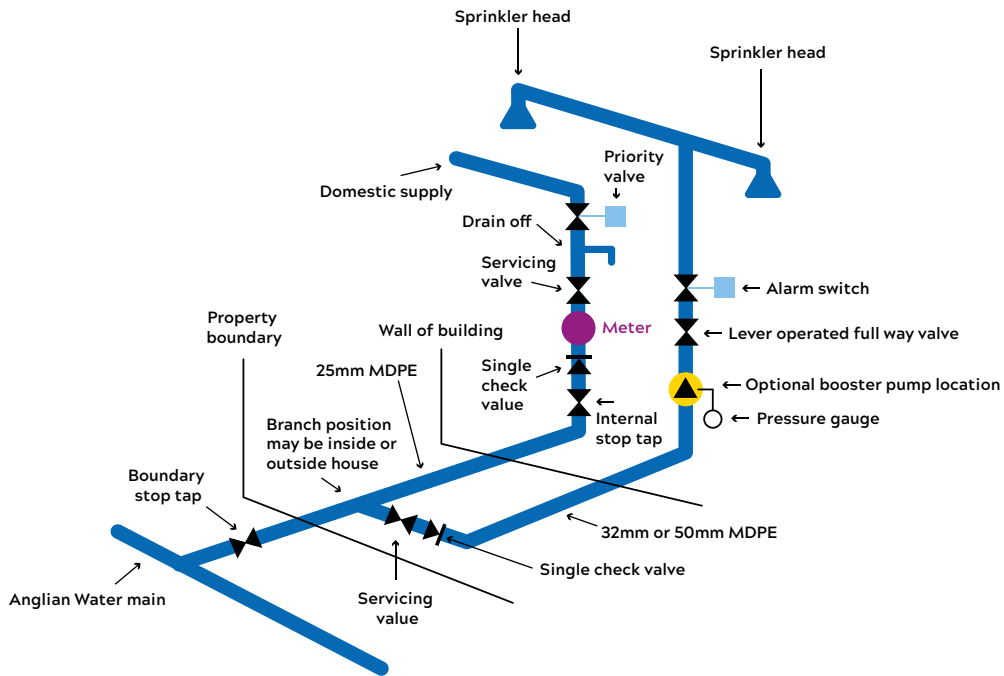 Sprinkler head
Sprinkler head
Priority
valve
Domestic supply
Drain off
Servicing
valve
Alarm switch
Property
boundary
Wall of building
Meter
Lever operated full way valve
25mm MDPE
Single
check
value
Optional booster pump location
Pressure gauge
Internal
stop tap
Branch position
may be inside or
outside house
Boundary
stop tap
32mm or 50mm MDPE
Single check valve
Anglian Water main
Servicing
value